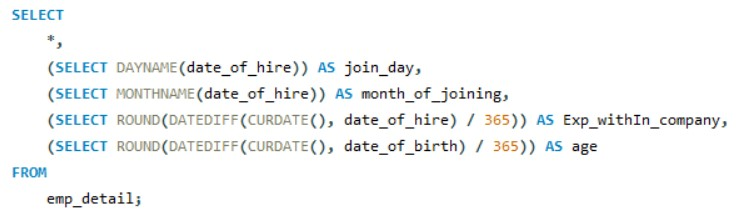 SELECT
*,
(SELECT DAYNAME(date_of_hire)) AS join_day,
(SELECT MONTHNAME(date_of_hire)) AS month_of_joining,
(SELECT ROUND(DATEDIFF(CURDATE(), date_of_hire) / 365)) AS Exp_withIn_company,
(SELECT ROUND(DATEDIFF(CURDATE(), date_of_birth) / 365)) AS age
FROM
emp_detail;